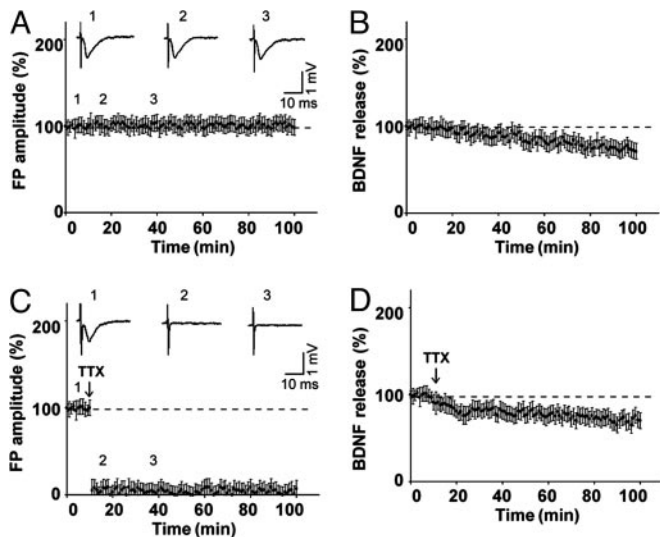 A
1 2 3
200
1 mV
10 ms
1 2 3
100
0
FP amplitude (%)
0 20 40 60 80 100
Time (min)
B
200
100
0
BDNF release (%)
0 20 40 60 80 100
Time (min)
C
1 2 3
200
1 mV
10 ms
TTX
1
100
2 3
0
FP amplitude (%)
0 20 40 60 80 100
Time (min)
D
200
TTX
100
0
BDNF release (%)
0 20 40 60 80 100
Time (min)